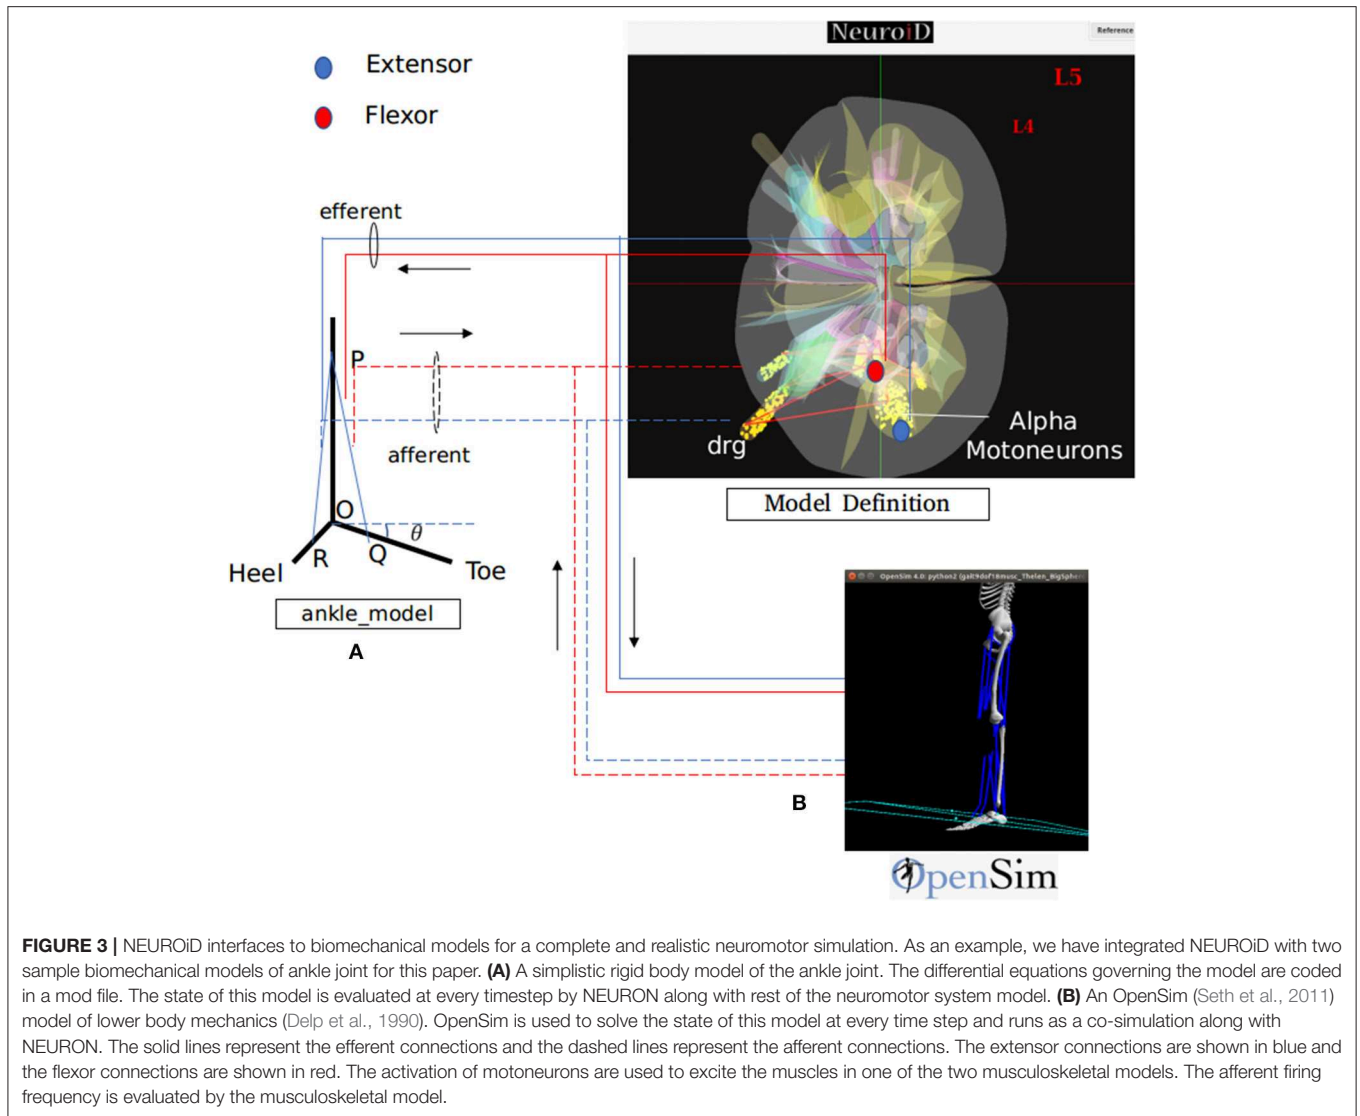 NeuroiD
Reference
Extensor
Flexor
L5
L4
efferent
P
afferent
drg
Alpha
Motoneurons
Model Definition
O
θ
R
Q
Heel
Toe
ankle_model
A
OpenSim 4.0: python2 (gait9dof18musc_Thelen_BigSpher
B
OpenSim
FIGURE 3 | NEUROiD interfaces to biomechanical models for a complete and realistic neuromotor simulation. As an example, we have integrated NEUROiD with two
sample biomechanical models of ankle joint for this paper. (A) A simplistic rigid body model of the ankle joint. The differential equations governing the model are coded
in a mod file. The state of this model is evaluated at every timestep by NEURON along with rest of the neuromotor system model. (B) An OpenSim (Seth et al., 2011)
model of lower body mechanics (Delp et al., 1990). OpenSim is used to solve the state of this model at every time step and runs as a co-simulation along with
NEURON. The solid lines represent the efferent connections and the dashed lines represent the afferent connections. The extensor connections are shown in blue and
the flexor connections are shown in red. The activation of motoneurons are used to excite the muscles in one of the two musculoskeletal models. The afferent firing
frequency is evaluated by the musculoskeletal model.